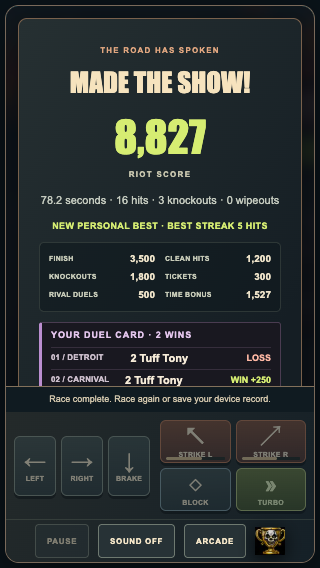 THE ROAD HAS SPOKEN
MADE THE SHOW!
8,827
RIOT SCORE
78.2 seconds · 16 hits · 3 knockouts · 0 wipeouts
NEW PERSONAL BEST · BEST STREAK 5 HITS
FINISH 3,500 CLEAN HITS 1,200
KNOCKOUTS 1,800 TICKETS 300
RIVAL DUELS 500 TIME BONUS 1,527
YOUR DUEL CARD · 2 WINS
01 / DETROIT 2 Tuff Tony LOSS
02 / CARNIVAL 2 Tuff Tony WIN +250
Race complete. Race again or save your device record.
← → ↓ ↖ ↗
LEFT RIGHT BRAKE STRIKE L STRIKE R
◇ »
BLOCK TURBO
PAUSE SOUND OFF ARCADE